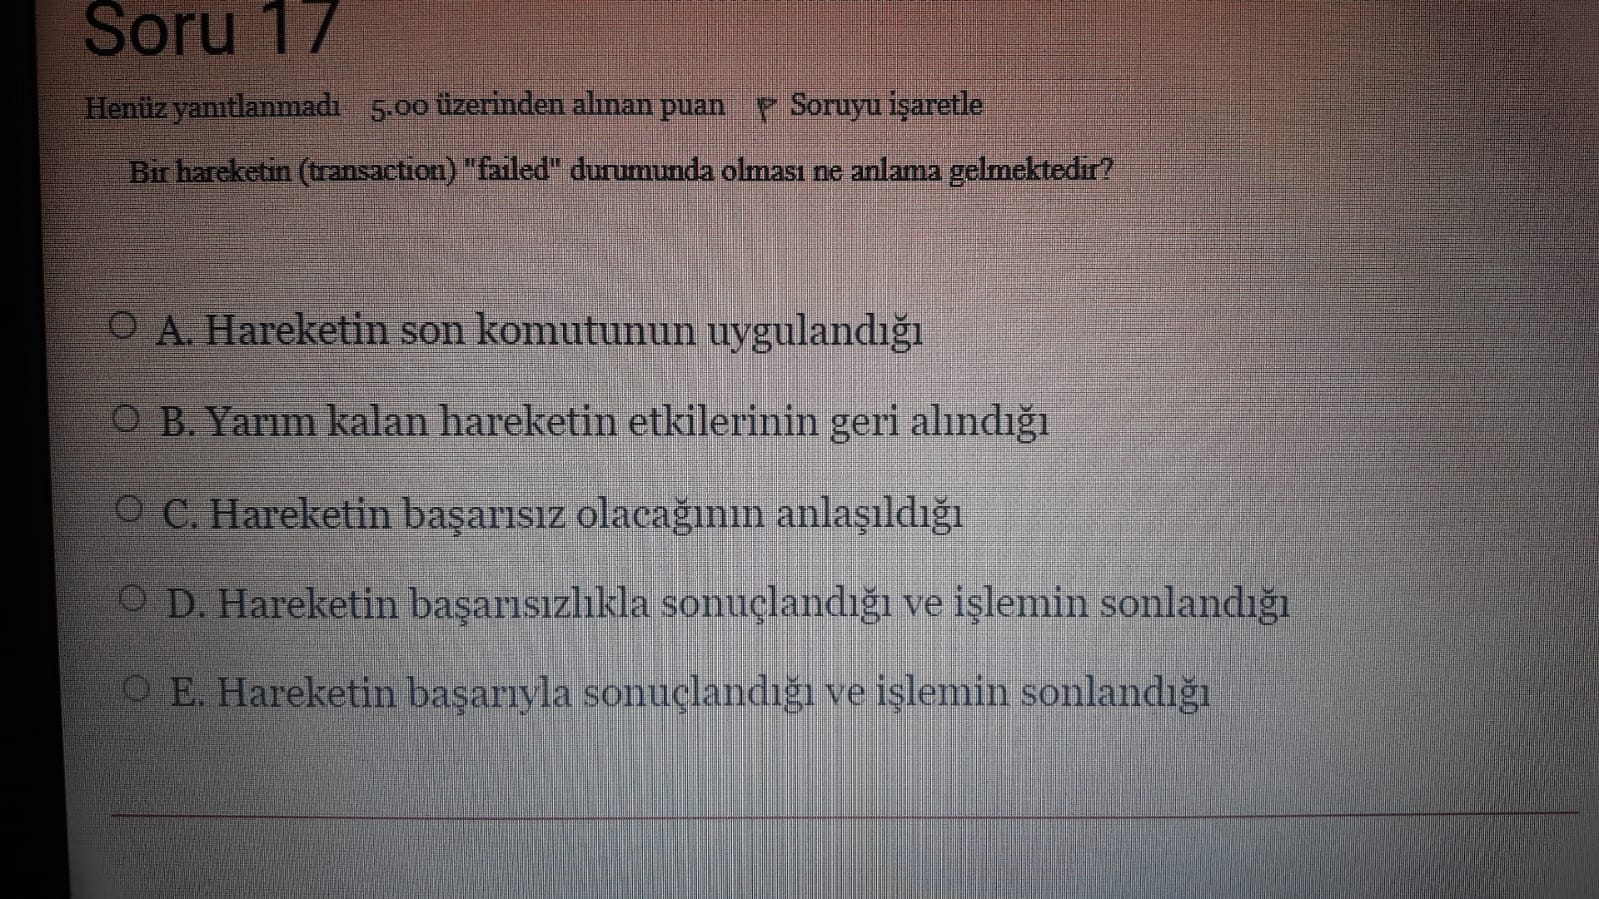 Soru 17
Henüz yanıtlanmadı 5.00 üzerinden alınan puan Soruyu işaretle
Bir hareketin (transaction) "failed" durumunda olması ne anlama gelmektedir?
A. Hareketin son komutunun uygulandığı
B. Yarım kalan hareketin etkilerinin geri alındığı
C. Hareketin başarısız olacağının anlaşıldığı
D. Hareketin başarısızlıkla sonuçlandığı ve işlemin sonlandığı
E. Hareketin başarıyla sonuçlandığı ve işlemin sonlandığı